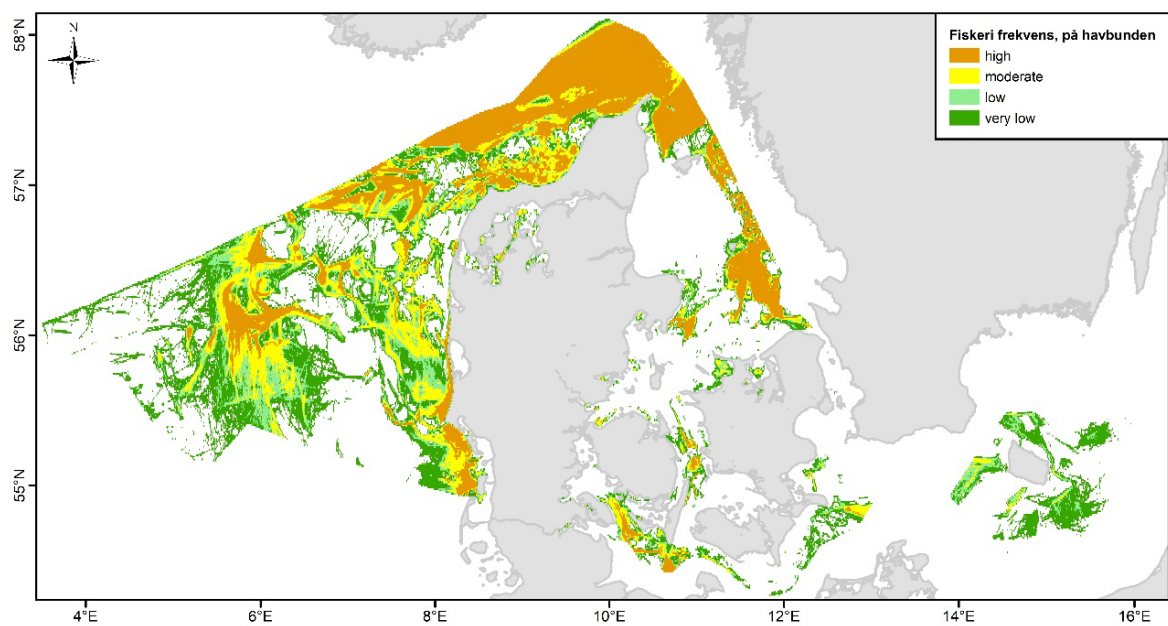 N
Fiskeri frekvens, på havbunden
high
moderate
low
very low
58°N
57°N
56°N
55°N
4°E
6°E
8°E
10°E
12°E
14°E
16°E